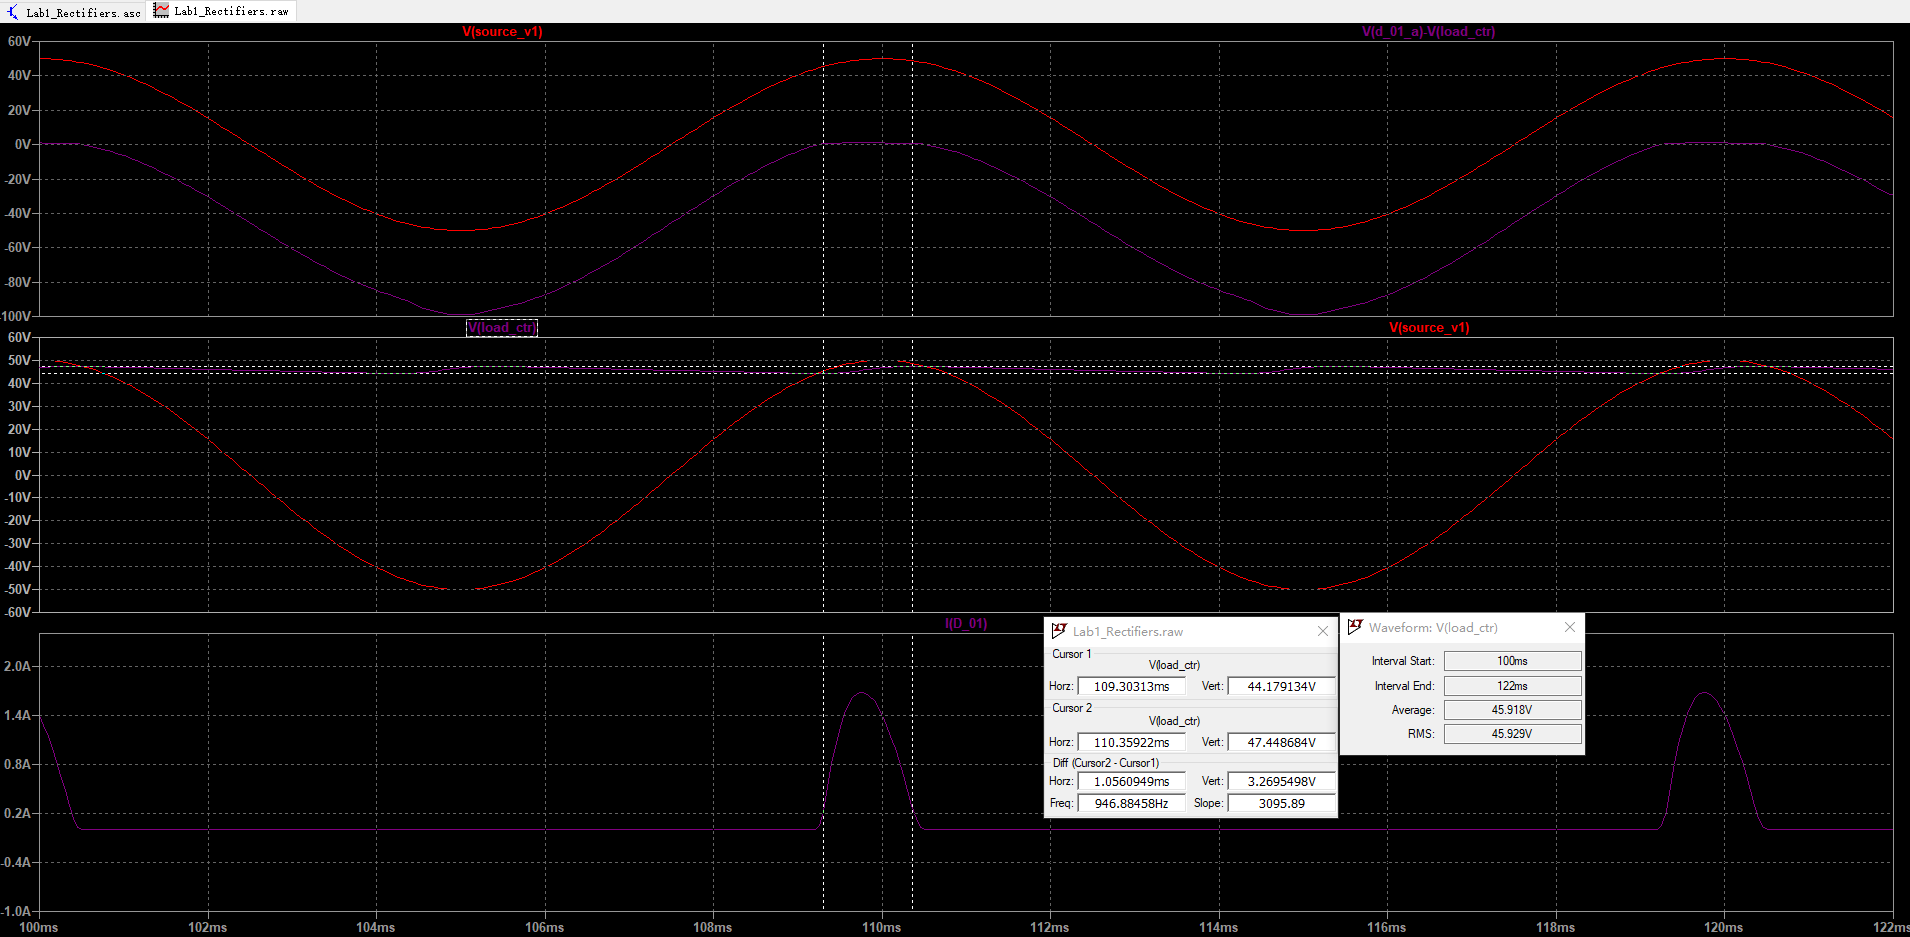 Lab1_Rectifiers.asc Lab1_Rectifiers.raw
V(source_v1) V(d_01_a)-V(load_ctr)
60V
40V
20V
0V
-20V
-40V
-60V
-80V
-100V
V(load_ctr) V(source_v1)
60V
50V
40V
30V
20V
10V
0V
-10V
-20V
-30V
-40V
-50V
-60V
I(D_01)
2.0A
1.4A
0.8A
0.2A
-0.4A
-1.0A
100ms 102ms 104ms 106ms 108ms 110ms 112ms 114ms 116ms 118ms 120ms 122ms
Lab1_Rectifiers.raw
Cursor 1
V(load_ctr)
Horz: 109.30313ms Vert: 44.179134V
Cursor 2
V(load_ctr)
Horz: 110.35922ms Vert: 47.448684V
Diff (Cursor2 - Cursor1)
Horz: 1.0560949ms Vert: 3.2695498V
Freq: 946.88458Hz Slope: 3095.89
Waveform: V(load_ctr)
Interval Start: 100ms
Interval End: 122ms
Average: 45.918V
RMS: 45.929V